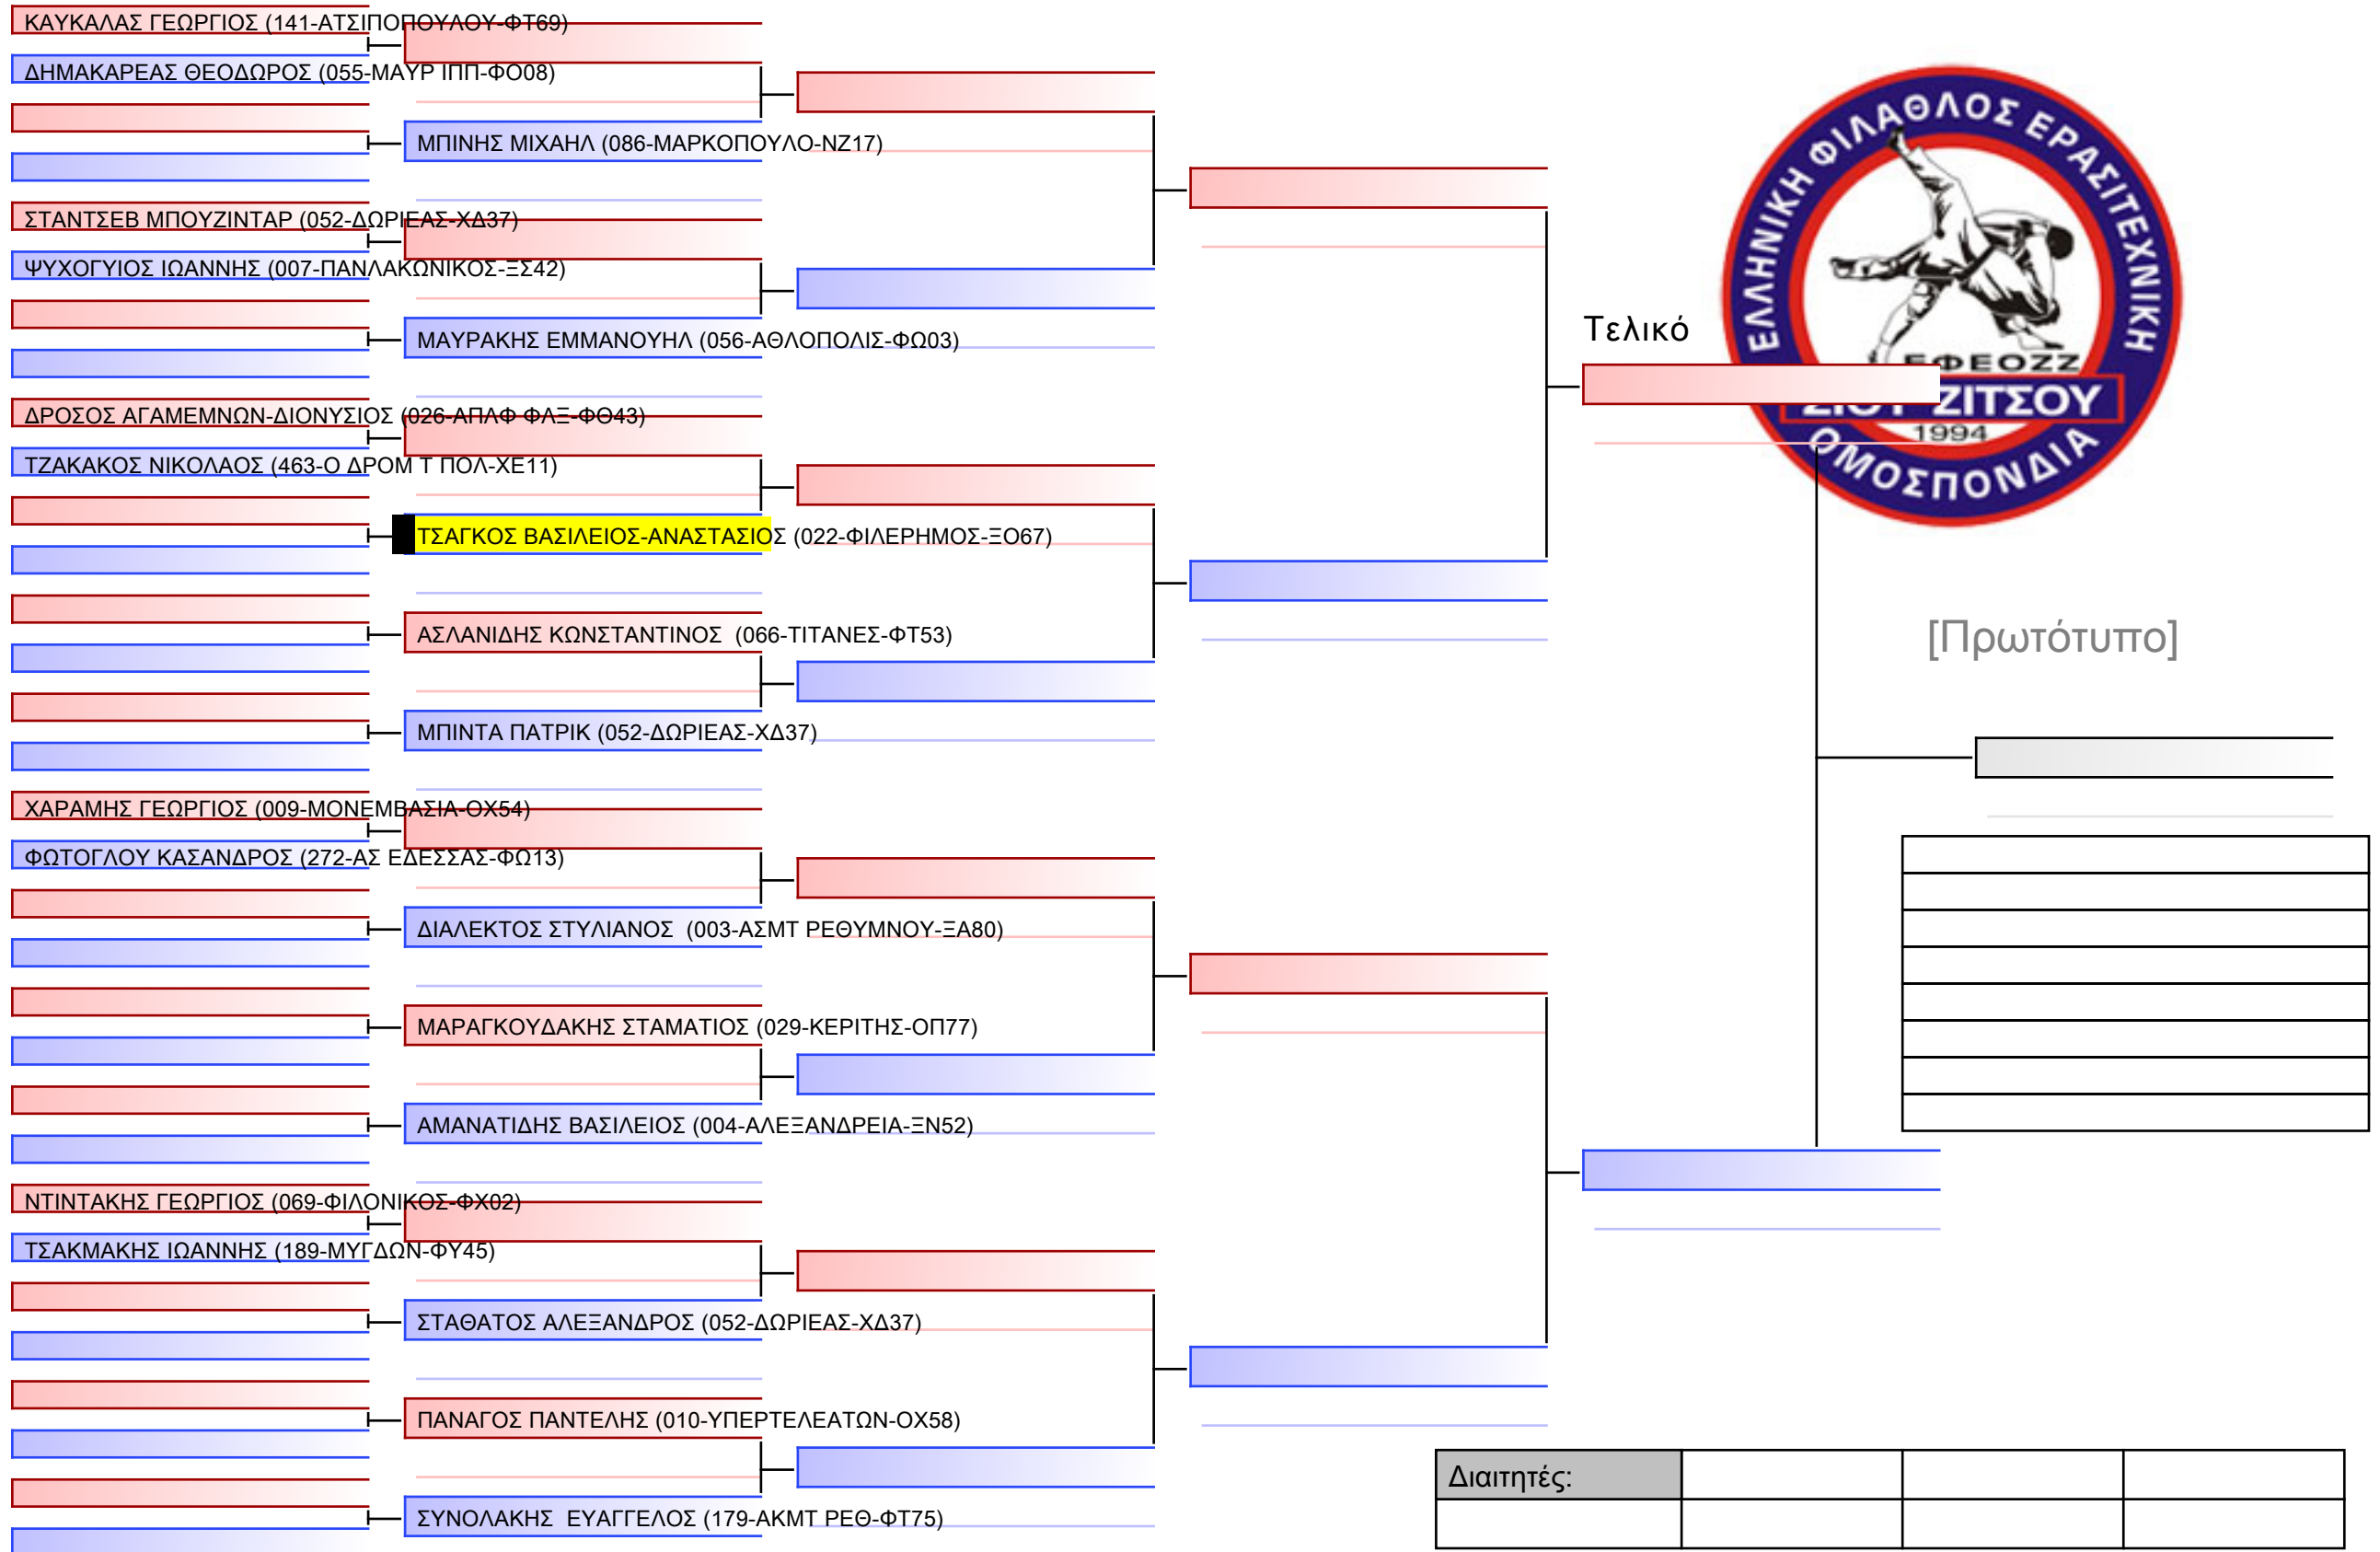 ΚΑΥΚΑΛΑΣ ΓΕΩΡΓΙΟΣ (141-ΑΤΣΙΠΟΠΟΥΛΟΥ-ΦΤ69)
ΔΗΜΑΚΑΡΕΑΣ ΘΕΟΔΩΡΟΣ (055-ΜΑΥΡ ΙΠΠ-ΦΟ08)
ΜΠΙΝΗΣ ΜΙΧΑΗΛ (086-ΜΑΡΚΟΠΟΥΛΟ-ΝΖ17)
ΣΤΑΝΤΣΕΒ ΜΠΟΥΖΙΝΤΑΡ (052-ΔΩΡΙΕΑΣ-ΧΔ37)
ΨΥΧΟΓΥΙΟΣ ΙΩΑΝΝΗΣ (007-ΠΑΝΛΑΚΩΝΙΚΟΣ-ΞΣ42)
ΜΑΥΡΑΚΗΣ ΕΜΜΑΝΟΥΗΛ (056-ΑΘΛΟΠΟΛΙΣ-ΦΩ03)
ΔΡΟΣΟΣ ΑΓΑΜΕΜΝΩΝ-ΔΙΟΝΥΣΙΟΣ (026-ΑΠΑΦ ΦΑΞ-ΦΘ43)
ΤΖΑΚΑΚΟΣ ΝΙΚΟΛΑΟΣ (463-Ο ΔΡΟΜ Τ ΠΟΛ-ΧΕ11)
ΤΣΑΓΚΟΣ ΒΑΣΙΛΕΙΟΣ-ΑΝΑΣΤΑΣΙΟΣ (022-ΦΙΛΕΡΗΜΟΣ-ΞΟ67)
ΑΣΛΑΝΙΔΗΣ ΚΩΝΣΤΑΝΤΙΝΟΣ (066-ΤΙΤΑΝΕΣ-ΦΤ53)
ΜΠΙΝΤΑ ΠΑΤΡΙΚ (052-ΔΩΡΙΕΑΣ-ΧΔ37)
ΧΑΡΑΜΗΣ ΓΕΩΡΓΙΟΣ (009-ΜΟΝΕΜΒΑΣΙΑ-ΟΧ54)
ΦΩΤΟΓΛΟΥ ΚΑΣΑΝΔΡΟΣ (272-ΑΣ ΕΔΕΣΣΑΣ-ΦΩ13)
ΔΙΑΛΕΚΤΟΣ ΣΤΥΛΙΑΝΟΣ (003-ΑΣΜΤ ΡΕΘΥΜΝΟΥ-ΞΑ80)
ΜΑΡΑΓΚΟΥΔΑΚΗΣ ΣΤΑΜΑΤΙΟΣ (029-ΚΕΡΙΤΗΣ-ΟΠ77)
ΑΜΑΝΑΤΙΔΗΣ ΒΑΣΙΛΕΙΟΣ (004-ΑΛΕΞΑΝΔΡΕΙΑ-ΞΝ52)
ΝΤΙΝΤΑΚΗΣ ΓΕΩΡΓΙΟΣ (069-ΦΙΛΟΝΙΚΟΣ-ΦΧ02)
ΤΣΑΚΜΑΚΗΣ ΙΩΑΝΝΗΣ (189-ΜΥΓΔΩΝ-ΦΥ45)
ΣΤΑΘΑΤΟΣ ΑΛΕΞΑΝΔΡΟΣ (052-ΔΩΡΙΕΑΣ-ΧΔ37)
ΠΑΝΑΓΟΣ ΠΑΝΤΕΛΗΣ (010-ΥΠΕΡΤΕΛΕΑΤΩΝ-ΟΧ58)
ΣΥΝΟΛΑΚΗΣ ΕΥΑΓΓΕΛΟΣ (179-ΑΚΜΤ ΡΕΘ-ΦΤ75)
Τελικό
ΕΛΛΗΝΙΚΗ ΦΙΛΑΘΛΟΣ ΕΡΑΣΙΤΕΧΝΙΚΗ
ΕΦΕΟΖΖ
ΖΙΤΣΟΥ
1994
ΟΜΟΣΠΟΝΔΙΑ
[Πρωτότυπο]
Διαιτητές: